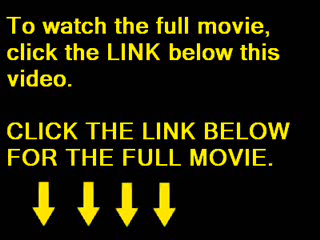 To watch the full movie,
click the LINK below this
video.
CLICK THE LINK BELOW
FOR THE FULL MOVIE.